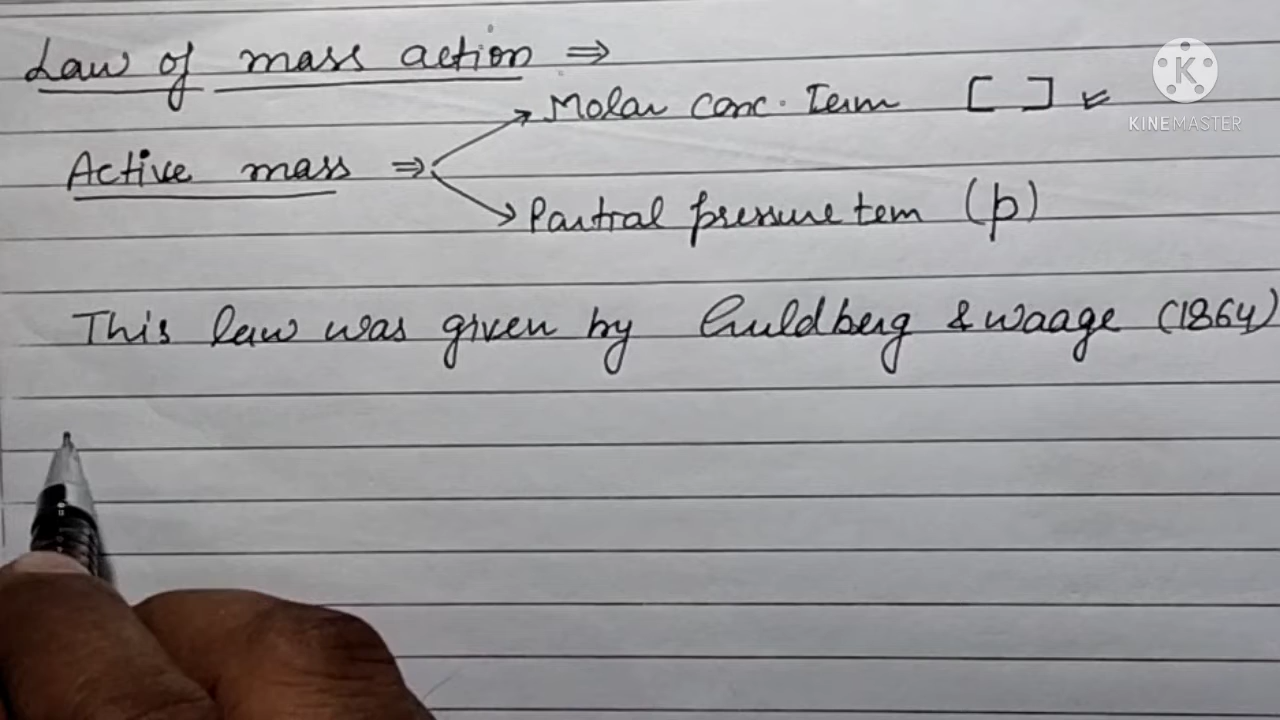 Law of mass action ⇒
Molar conc. Term [ ]
Active mass ⇒
Partial pressure tem (p)
This law was given by Guldberg & waage (1864)
KINEMASTER